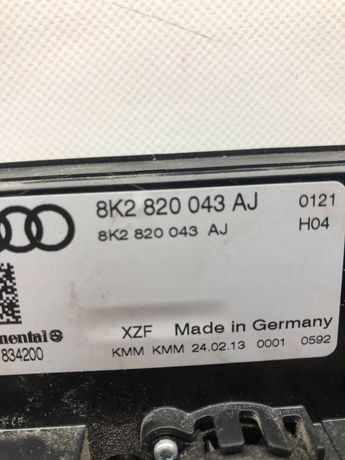 8K2 820 043 AJ 0121
8K2 820 043 AJ H04
XZF Made in Germany
834200 KMM KMM 24.02.13 0001 0592